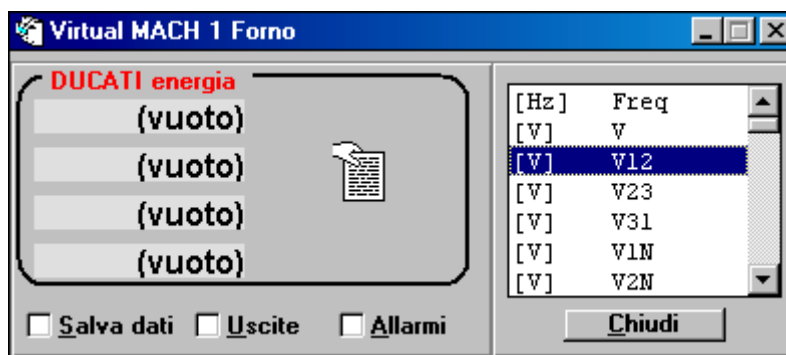 Virtual MACH 1 Forno
DUCATI energia
(vuoto)
(vuoto)
(vuoto)
(vuoto)
Salva dati Uscite Allarmi
[Hz] Freq
[V] V
[V] V12
[V] V23
[V] V31
[V] V1N
[V] V2N
Chiudi